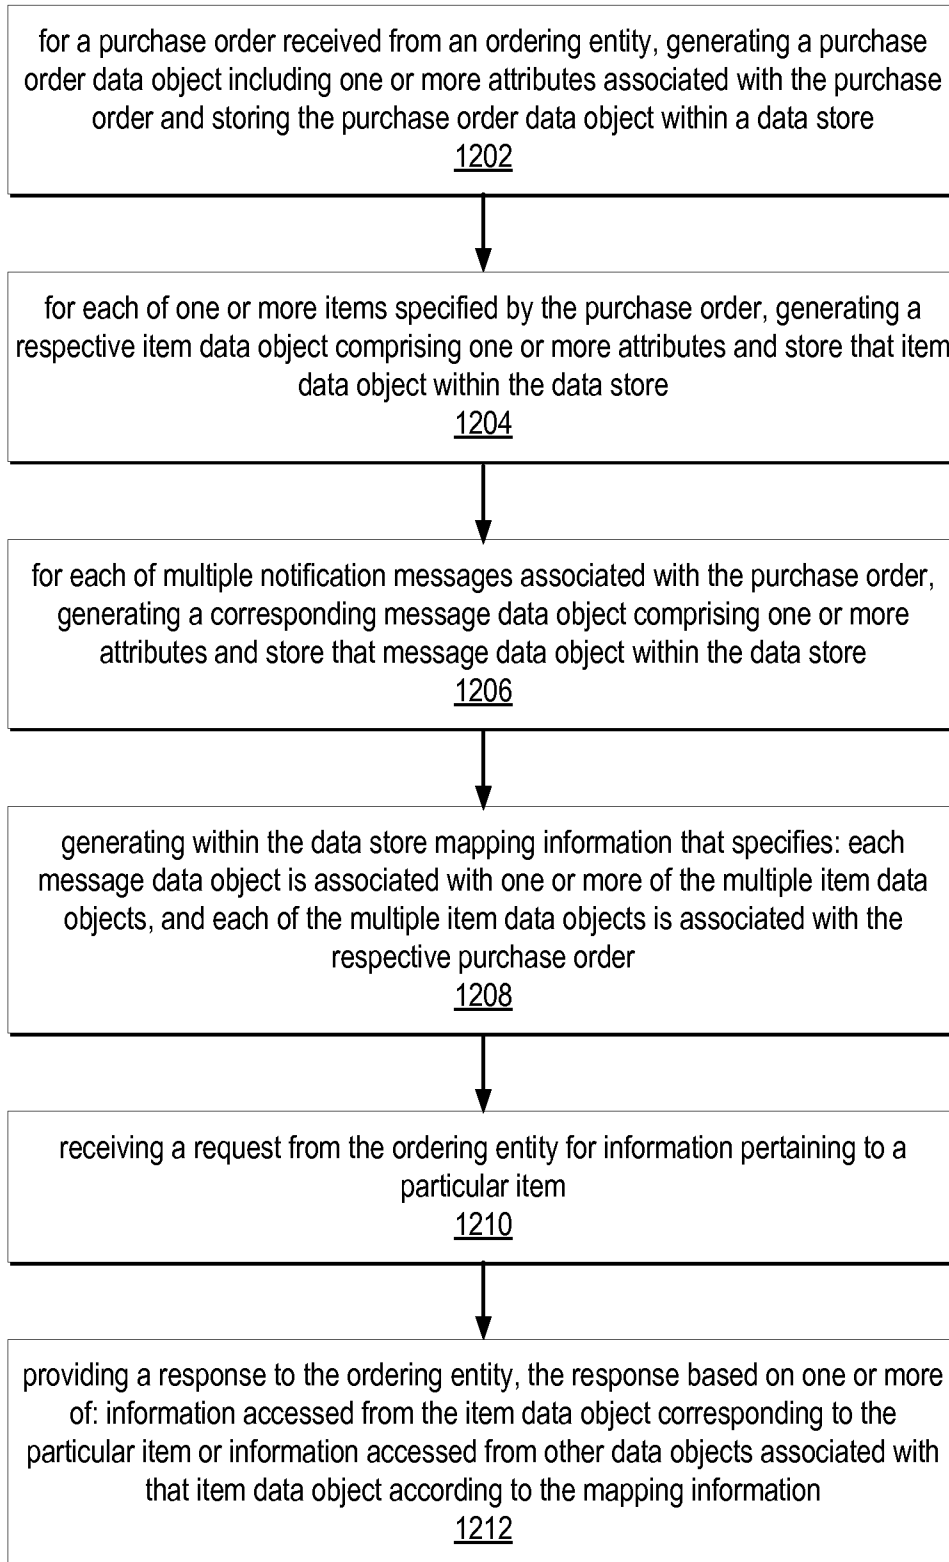 for a purchase order received from an ordering entity, generating a purchase
order data object including one or more attributes associated with the purchase
order and storing the purchase order data object within a data store
1202
for each of one or more items specified by the purchase order, generating a
respective item data object comprising one or more attributes and store that item
data object within the data store
1204
for each of multiple notification messages associated with the purchase order,
generating a corresponding message data object comprising one or more
attributes and store that message data object within the data store
1206
generating within the data store mapping information that specifies: each
message data object is associated with one or more of the multiple item data
objects, and each of the multiple item data objects is associated with the
respective purchase order
1208
receiving a request from the ordering entity for information pertaining to a
particular item
1210
providing a response to the ordering entity, the response based on one or more
of: information accessed from the item data object corresponding to the
particular item or information accessed from other data objects associated with
that item data object according to the mapping information
1212